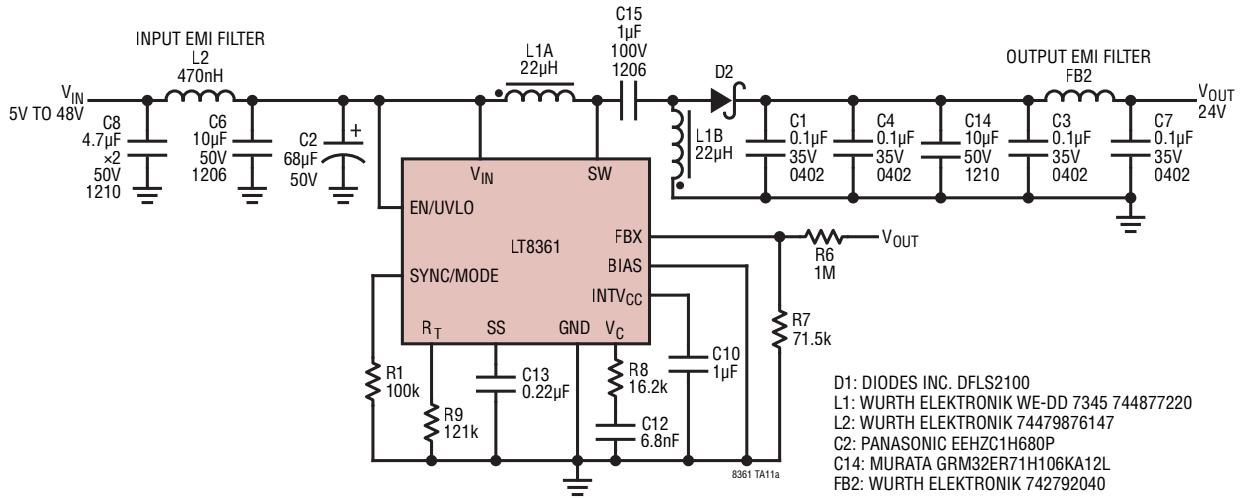 INPUT EMI FILTER
L2
470nH
VIN
5V TO 48V
C8
4.7µF
×2
50V
1210
C6
10µF
50V
1206
C2
68µF
50V
+
L1A
22µH
C15
1µF
100V
1206
D2
L1B
22µH
C1
0.1µF
35V
0402
C4
0.1µF
35V
0402
C14
10µF
50V
1210
C3
0.1µF
35V
0402
OUTPUT EMI FILTER
FB2
C7
0.1µF
35V
0402
VOUT
24V
VIN
SW
EN/UVLO
LT8361
FBX
BIAS
SYNC/MODE
INTVCC
RT
SS
GND
VC
R6
1M
VOUT
R7
71.5k
R1
100k
R9
121k
C13
0.22µF
R8
16.2k
C12
6.8nF
C10
1µF
8361 TA11a
D1: DIODES INC. DFLS2100
L1: WURTH ELEKTRONIK WE-DD 7345 744877220
L2: WURTH ELEKTRONIK 74479876147
C2: PANASONIC EEHZC1H680P
C14: MURATA GRM32ER71H106KA12L
FB2: WURTH ELEKTRONIK 742792040